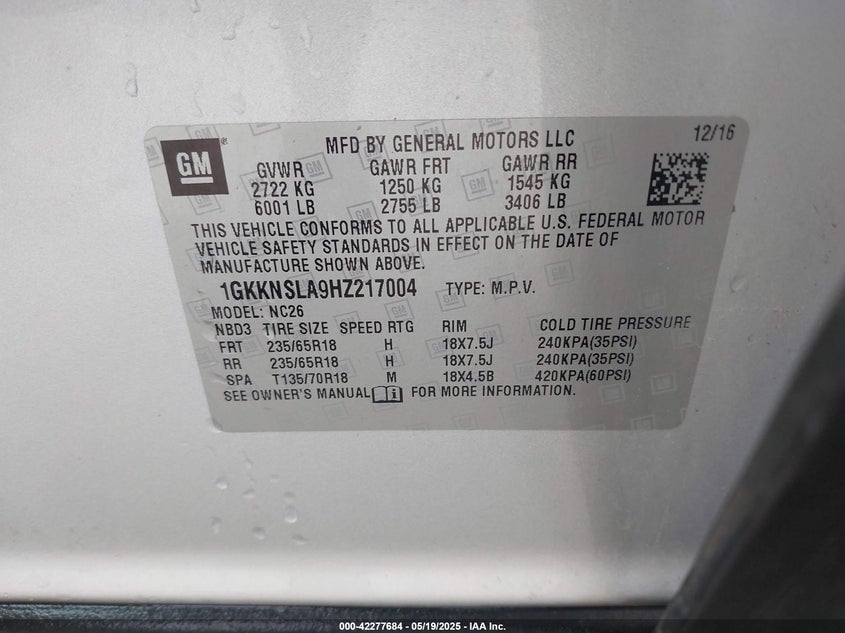 GM ® MFD BY GENERAL MOTORS LLC 12/16
GVWR GAWR FRT GAWR RR
2722 KG 1250 KG 1545 KG
6001 LB 2755 LB 3406 LB
THIS VEHICLE CONFORMS TO ALL APPLICABLE U.S. FEDERAL MOTOR
VEHICLE SAFETY STANDARDS IN EFFECT ON THE DATE OF
MANUFACTURE SHOWN ABOVE.
1GKKNSLA9HZ217004 TYPE: M.P.V.
MODEL: NC26
NBD3 TIRE SIZE SPEED RTG RIM COLD TIRE PRESSURE
FRT 235/65R18 H 18X7.5J 240KPA(35PSI)
RR 235/65R18 H 18X7.5J 240KPA(35PSI)
SPA T135/70R18 M 18X4.5B 420KPA(60PSI)
SEE OWNER'S MANUAL i FOR MORE INFORMATION.
000-42277684 - 05/19/2025 - IAA Inc.